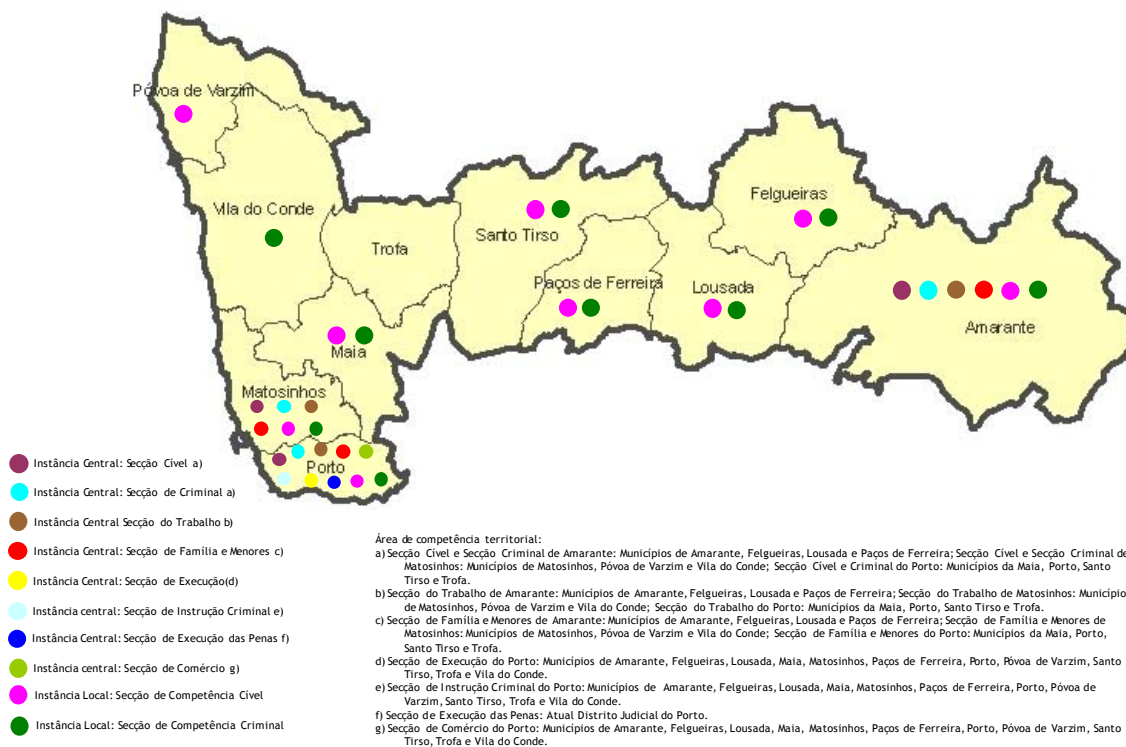 Póvoa de Varzim
Vila do Conde
Trofa
Santo Tirso
Felgueiras
Paços de Ferreira
Lousada
Amarante
Maia
Matosinhos
Porto
Instância Central: Secção Cível a)
Instância Central: Secção de Criminal a)
Instância Central Secção do Trabalho b)
Instância Central: Secção de Família e Menores c)
Instância Central: Secção de Execução(d)
Instância central: Secção de Instrução Criminal e)
Instância Central: Secção de Execução das Penas f)
Instância central: Secção de Comércio g)
Instância Local: Secção de Competência Cível
Instância Local: Secção de Competência Criminal
Área de competência territorial:
a) Secção Cível e Secção Criminal de Amarante: Municípios de Amarante, Felgueiras, Lousada e Paços de Ferreira; Secção Cível e Secção Criminal de
Matosinhos: Municípios de Matosinhos, Póvoa de Varzim e Vila do Conde; Secção Cível e Criminal do Porto: Municípios da Maia, Porto, Santo
Tirso e Trofa.
b) Secção do Trabalho de Amarante: Municípios de Amarante, Felgueiras, Lousada e Paços de Ferreira; Secção do Trabalho de Matosinhos: Município
de Matosinhos, Póvoa de Varzim e Vila do Conde; Secção do Trabalho do Porto: Municípios da Maia, Porto, Santo Tirso e Trofa.
c) Secção de Família e Menores de Amarante: Municípios de Amarante, Felgueiras, Lousada e Paços de Ferreira; Secção de Família e Menores de
Matosinhos: Municípios de Matosinhos, Póvoa de Varzim e Vila do Conde; Secção de Família e Menores do Porto: Municípios da Maia, Porto,
Santo Tirso e Trofa.
d) Secção de Execução do Porto: Municípios de Amarante, Felgueiras, Lousada, Maia, Matosinhos, Paços de Ferreira, Porto, Póvoa de Varzim, Santo
Tirso, Trofa e Vila do Conde.
e) Secção de Instrução Criminal do Porto: Municípios de Amarante, Felgueiras, Lousada, Maia, Matosinhos, Paços de Ferreira, Porto, Póvoa de
Varzim, Santo Tirso, Trofa e Vila do Conde.
f) Secção de Execução das Penas: Atual Distrito Judicial do Porto.
g) Secção de Comércio do Porto: Municípios de Amarante, Felgueiras, Lousada, Maia, Matosinhos, Paços de Ferreira, Porto, Póvoa de Varzim, Santo
Tirso, Trofa e Vila do Conde.